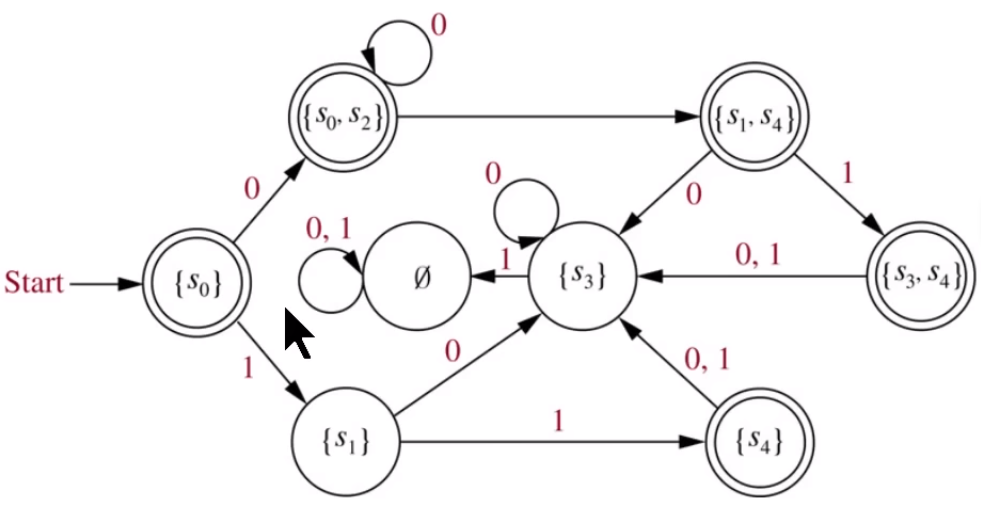 0
{s₀, s₂}
{s₁, s₄}
0
1
0
0
0, 1
1
0, 1
Start
{s₀}
∅
{s₃}
{s₃, s₄}
1
0
0, 1
1
{s₁}
{s₄}